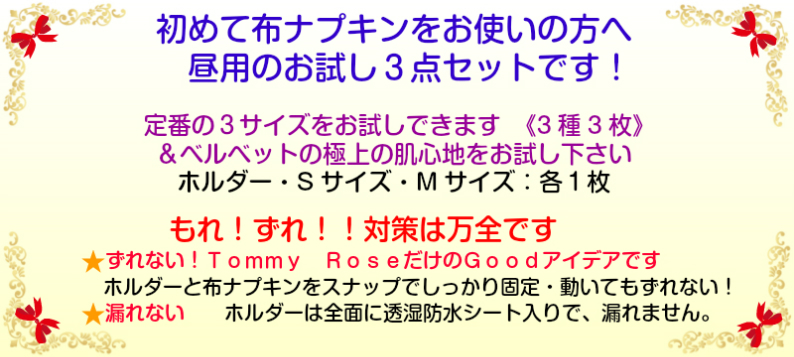 初めて布ナプキンをお使いの方へ
昼用のお試し３点セットです！
定番の３サイズをお試しできます　《３種３枚》
＆ベルベットの極上の肌心地をお試し下さい
ホルダー・Ｓサイズ・Ｍサイズ：各１枚
もれ！ずれ！！対策は万全です
★ずれない！Ｔｏｍｍｙ　ＲｏｓｅだけのＧｏｏｄアイデアです
ホルダーと布ナプキンをスナップでしっかり固定・動いてもずれない！
★漏れない　　ホルダーは全面に透湿防水シート入りで、漏れません。